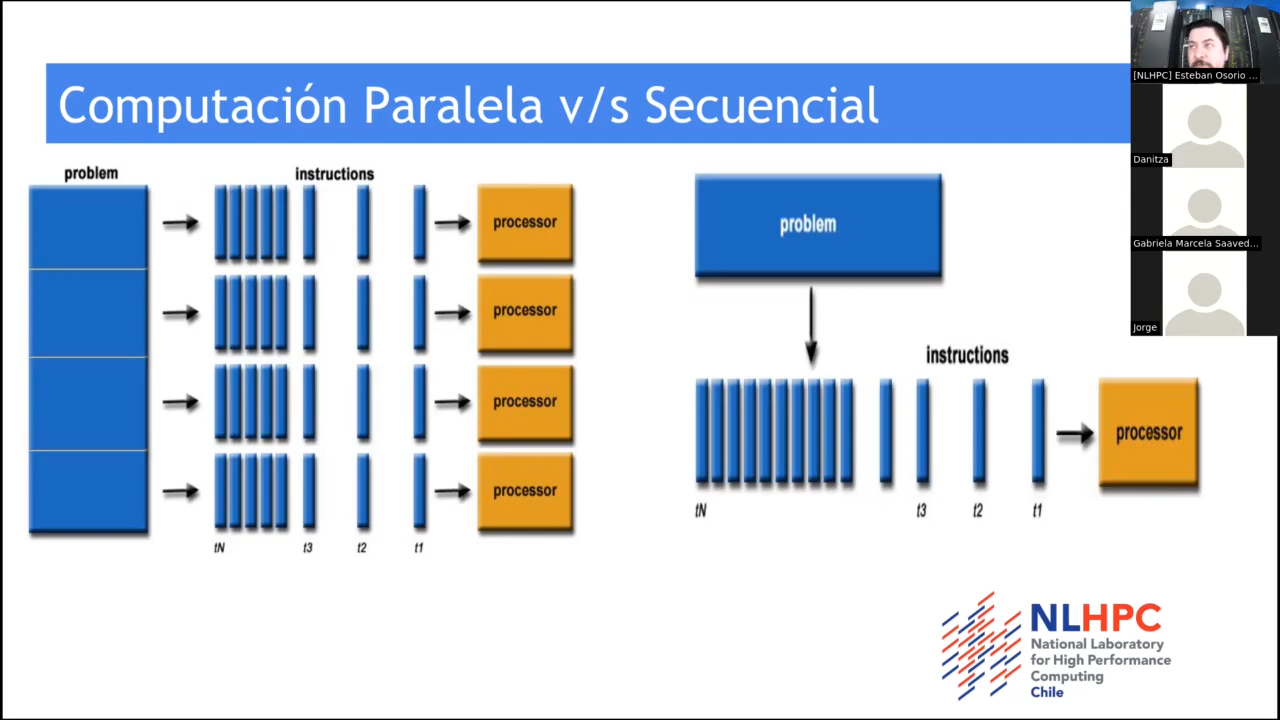 Computación Paralela v/s Secuencial
problem
instructions
processor
processor
processor
processor
tN
t3
t2
t1
problem
instructions
processor
tN
t3
t2
t1
NLHPC
National Laboratory
for High Performance
Computing
Chile
[NLHPC] Esteban Osorio ...
Danitza
Gabriela Marcela Saaved...
Jorge